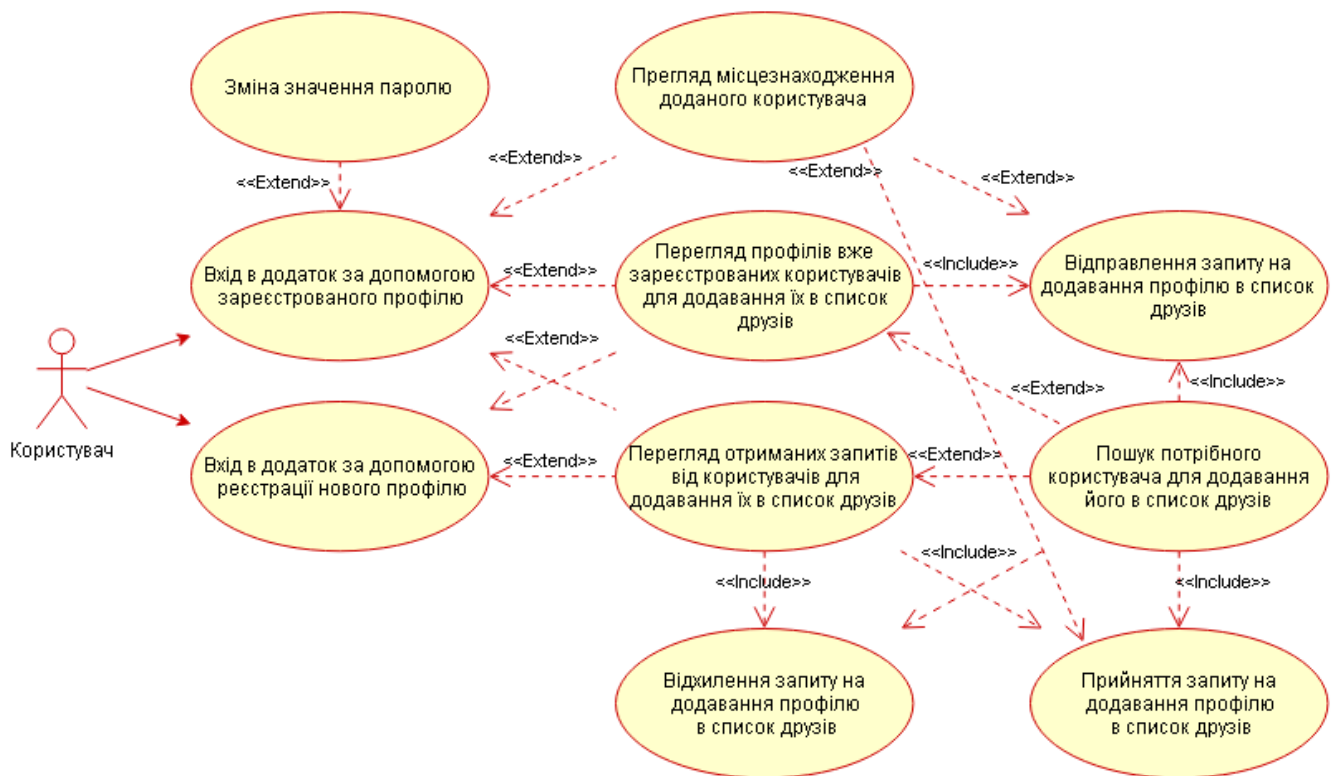 Зміна значення паролю
Прегляд місцезнаходження
доданого користувача
<<Extend>>
<<Extend>>
<<Extend>>
<<Extend>>
Вхід в додаток за допомогою
зареєстрованого профілю
<<Extend>>
Перегляд профілів вже
зареєстрованих користувачів
для додавання їх в список
друзів
<<Include>>
Відправлення запиту на
додавання профілю в список
друзів
<<Extend>>
<<Extend>>
<<Include>>
Користувач
Вхід в додаток за допомогою
реєстрації нового профілю
<<Extend>>
Перегляд отриманих запитів
від користувачів для
додавання їх в список друзів
<<Extend>>
Пошук потрібного
користувача для додавання
його в список друзів
<<Include>>
<<Include>>
<<Include>>
Відхилення запиту на
додавання профілю
в список друзів
Прийняття запиту на
додавання профілю
в список друзів